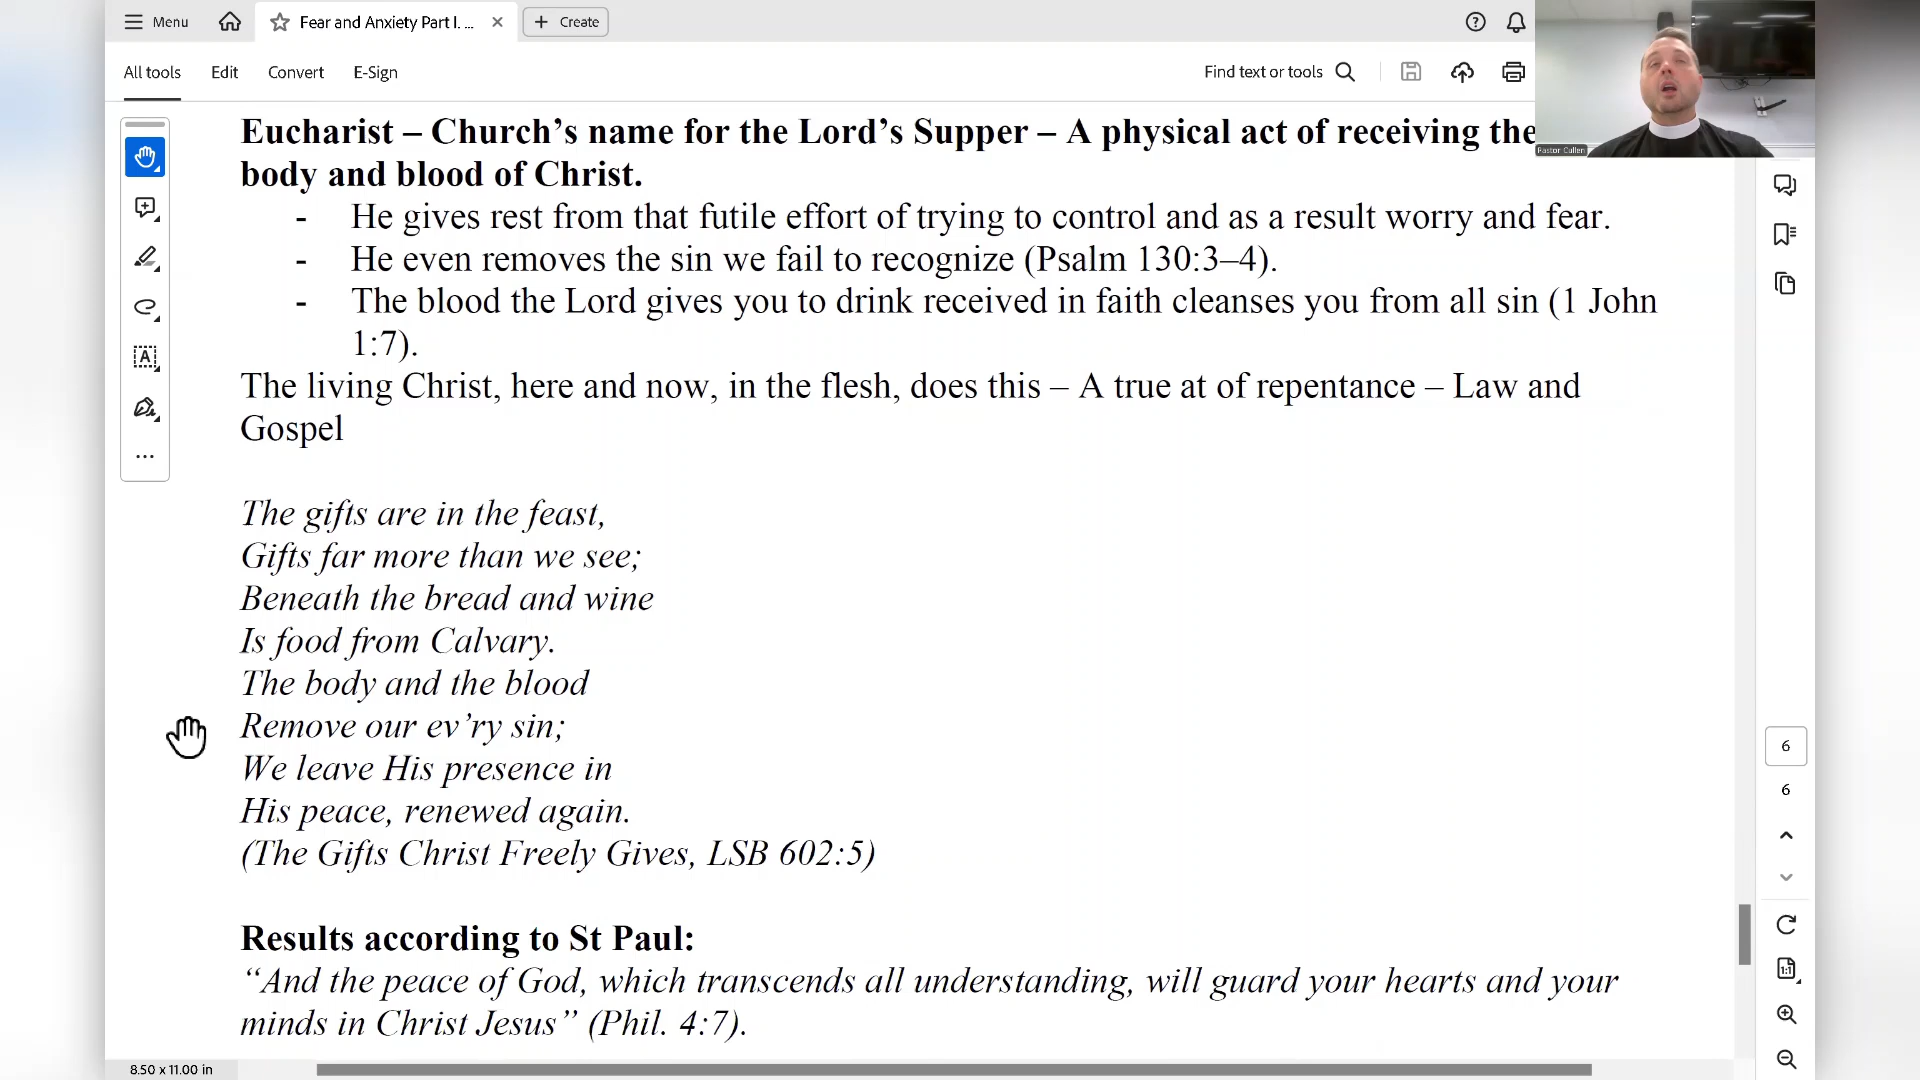 Menu
Fear and Anxiety Part I. ...
Create
All tools
Edit
Convert
E-Sign
Find text or tools
Pastor Cullen
Eucharist – Church’s name for the Lord’s Supper – A physical act of receiving the
body and blood of Christ.
- He gives rest from that futile effort of trying to control and as a result worry and fear.
- He even removes the sin we fail to recognize (Psalm 130:3–4).
- The blood the Lord gives you to drink received in faith cleanses you from all sin (1 John
1:7).
The living Christ, here and now, in the flesh, does this – A true at of repentance – Law and
Gospel
The gifts are in the feast,
Gifts far more than we see;
Beneath the bread and wine
Is food from Calvary.
The body and the blood
Remove our ev’ry sin;
We leave His presence in
His peace, renewed again.
(The Gifts Christ Freely Gives, LSB 602:5)
Results according to St Paul:
“And the peace of God, which transcends all understanding, will guard your hearts and your
minds in Christ Jesus” (Phil. 4:7).
6
6
8.50 x 11.00 in